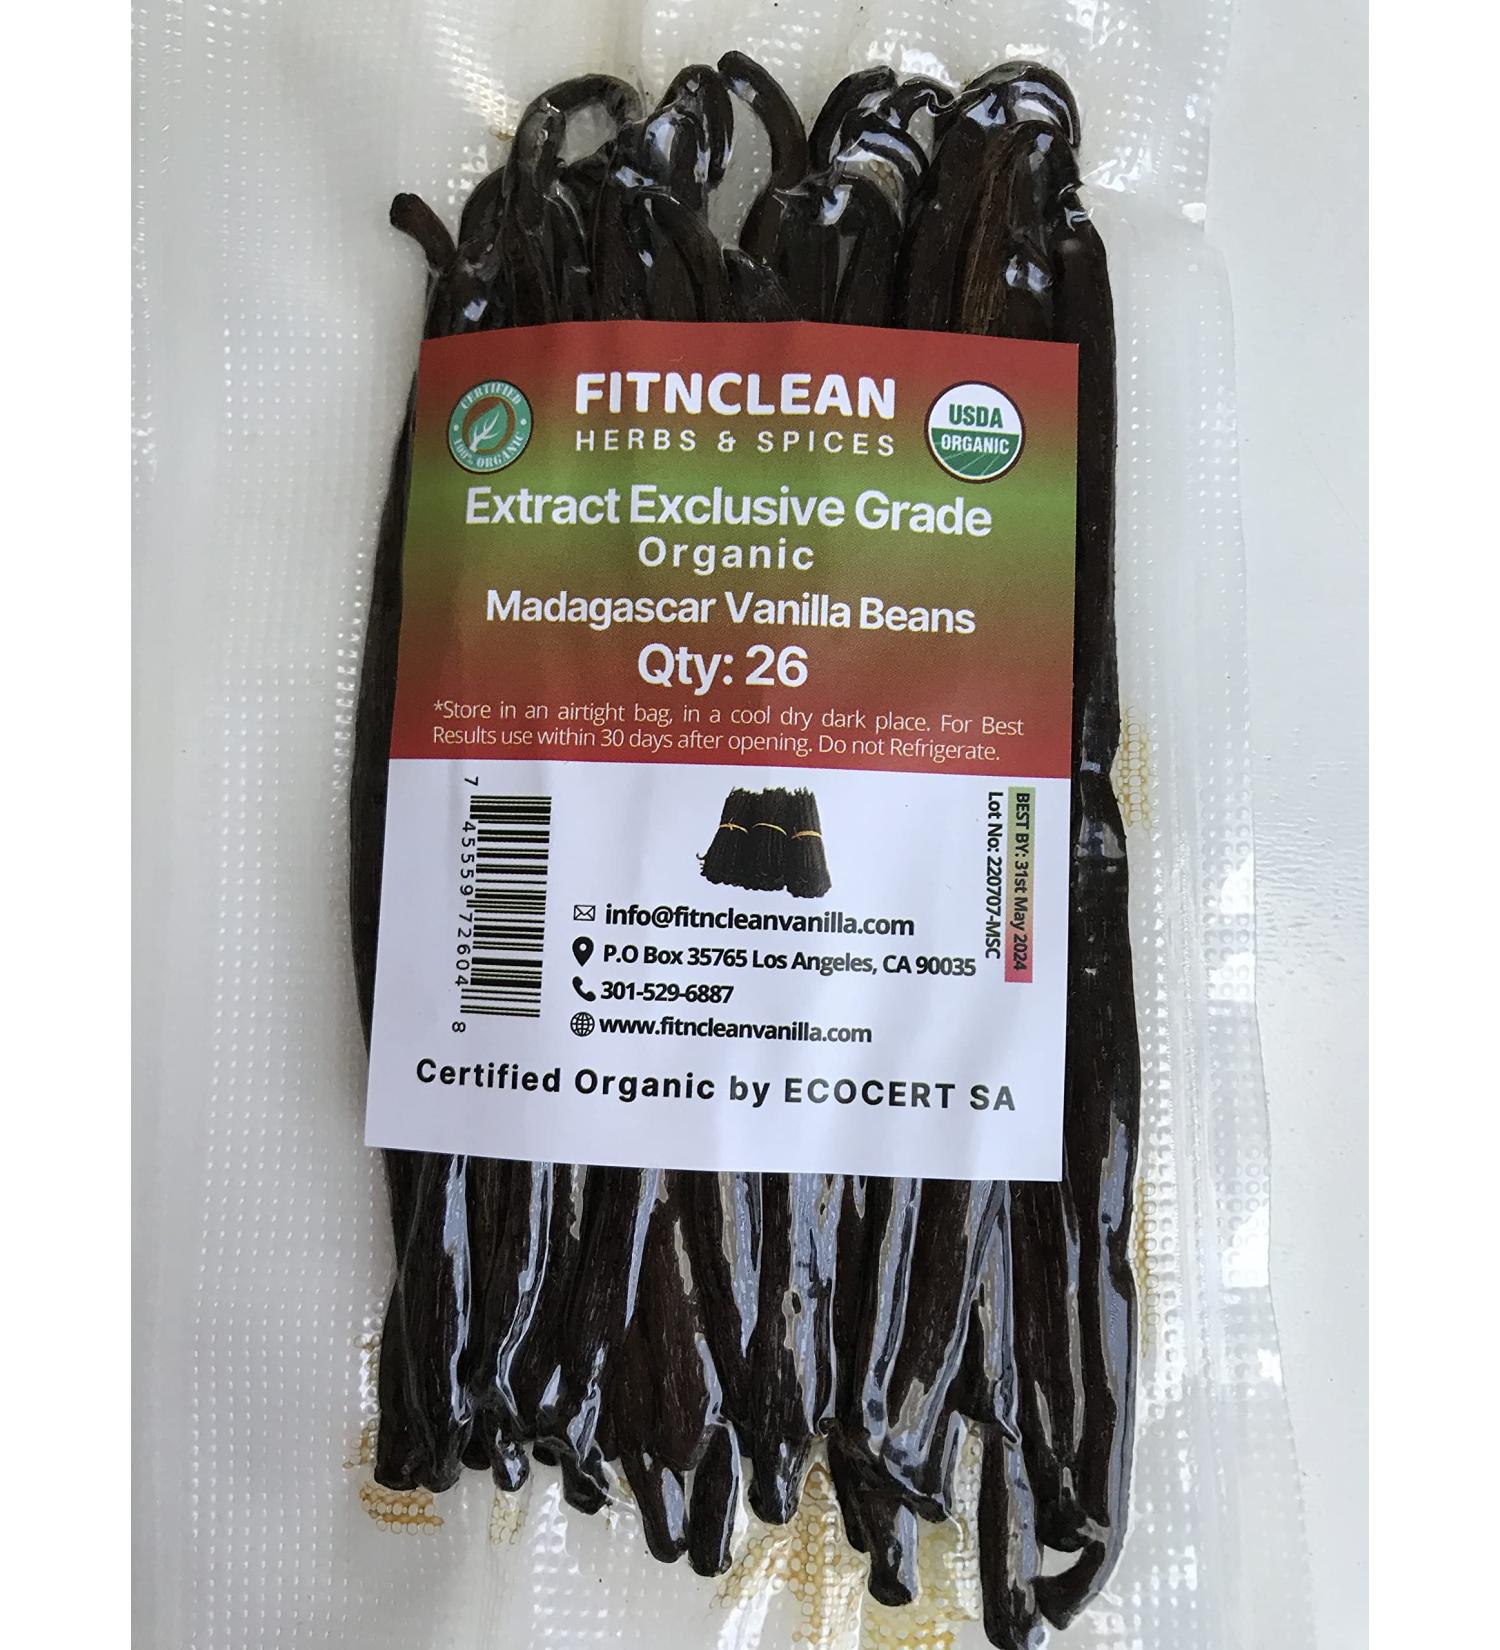 CERTIFIED
100% ORGANIC
FITNCLEAN
HERBS & SPICES
USDA
ORGANIC
Extract Exclusive Grade
Organic
Madagascar Vanilla Beans
Qty: 26
*Store in an airtight bag, in a cool dry dark place. For Best
Results use within 30 days after opening. Do not Refrigerate.
7 45559 72604 8
BEST BY: 31st May 2024
Lot No: 220707-MSC
info@fitncleanvanilla.com
P.O Box 35765 Los Angeles, CA 90035
301-529-6887
www.fitncleanvanilla.com
Certified Organic by ECOCERT SA